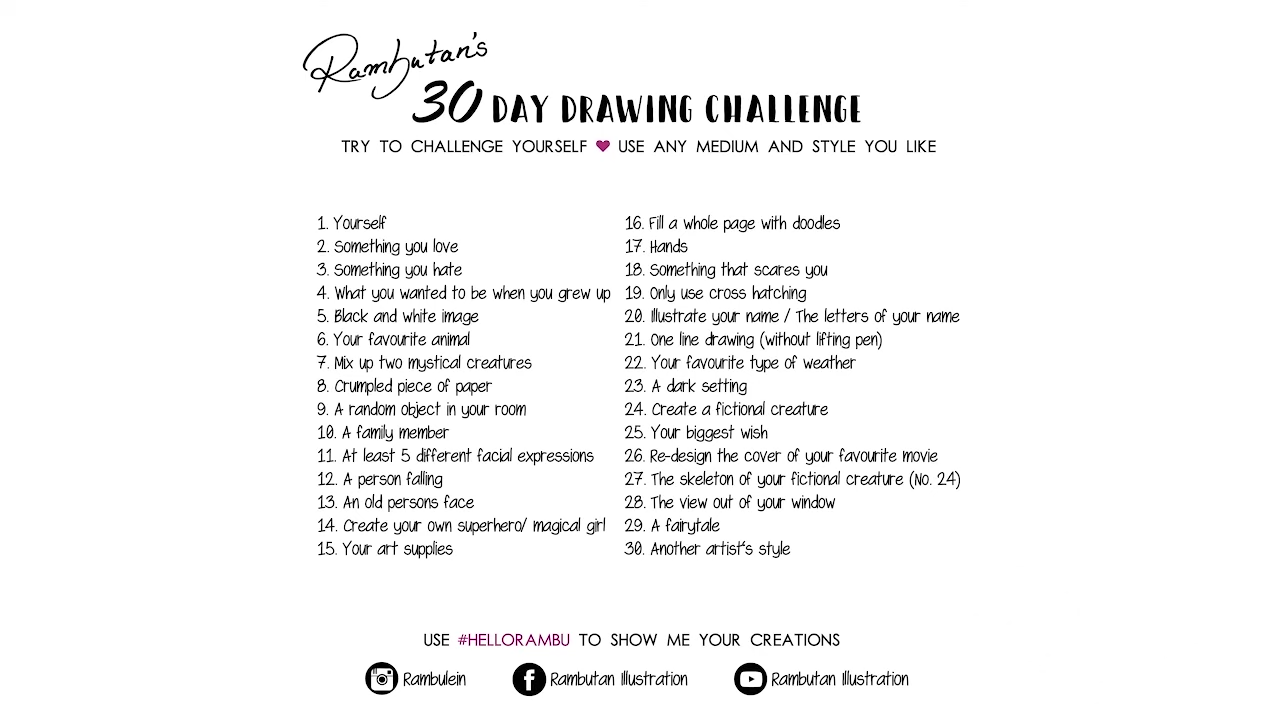 Rambutan's
30 DAY DRAWING CHALLENGE
TRY TO CHALLENGE YOURSELF ♥ USE ANY MEDIUM AND STYLE YOU LIKE
1. Yourself
2. Something you love
3. Something you hate
4. What you wanted to be when you grew up
5. Black and white image
6. Your favourite animal
7. Mix up two mystical creatures
8. Crumpled piece of paper
9. A random object in your room
10. A family member
11. At least 5 different facial expressions
12. A person falling
13. An old persons face
14. Create your own superhero/ magical girl
15. Your art supplies
16. Fill a whole page with doodles
17. Hands
18. Something that scares you
19. Only use cross hatching
20. Illustrate your name / The letters of your name
21. One line drawing (without lifting pen)
22. Your favourite type of weather
23. A dark setting
24. Create a fictional creature
25. Your biggest wish
26. Re-design the cover of your favourite movie
27. The skeleton of your fictional creature (No. 24)
28. The view out of your window
29. A fairytale
30. Another artist's style
USE #HELLORAMBU TO SHOW ME YOUR CREATIONS
Rambulein
Rambutan Illustration
Rambutan Illustration